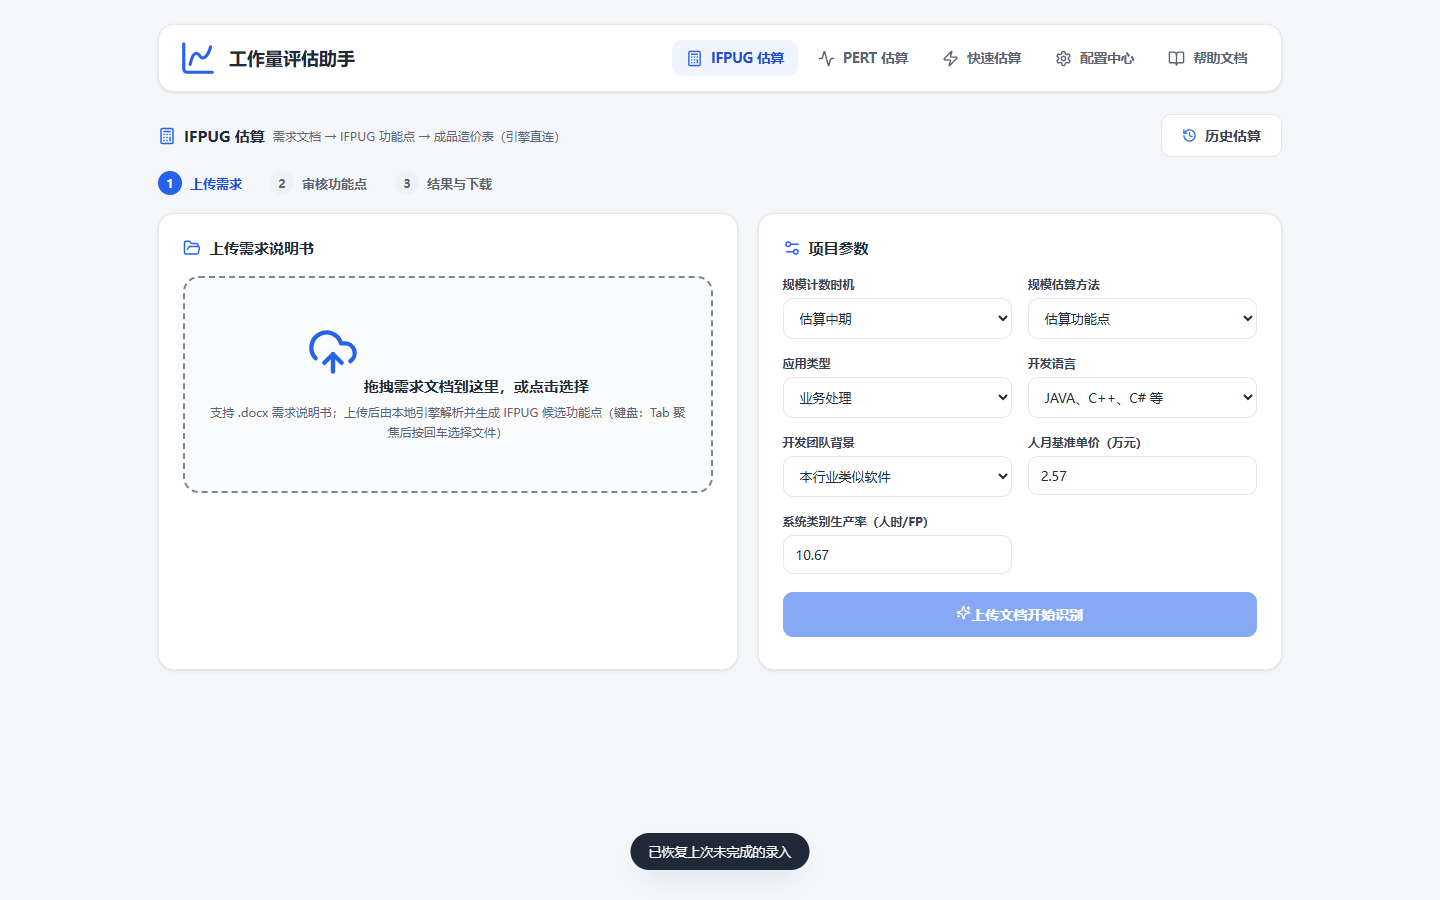 工作量评估助手
IFPUG 估算
PERT 估算
快速估算
配置中心
帮助文档
IFPUG 估算 需求文档 → IFPUG 功能点 → 成品造价表（引擎直连）
历史估算
1 上传需求
2 审核功能点
3 结果与下载
上传需求说明书
拖拽需求文档到这里，或点击选择
支持 .docx 需求说明书；上传后由本地引擎解析并生成 IFPUG 候选功能点（键盘：Tab 聚
焦后按回车选择文件）
项目参数
规模计数时机
估算中期
规模估算方法
估算功能点
应用类型
业务处理
开发语言
JAVA、C++、C# 等
开发团队背景
本行业类似软件
人月基准单价（万元）
2.57
系统类别生产率（人时/FP）
10.67
上传文档开始识别
已恢复上次未完成的录入